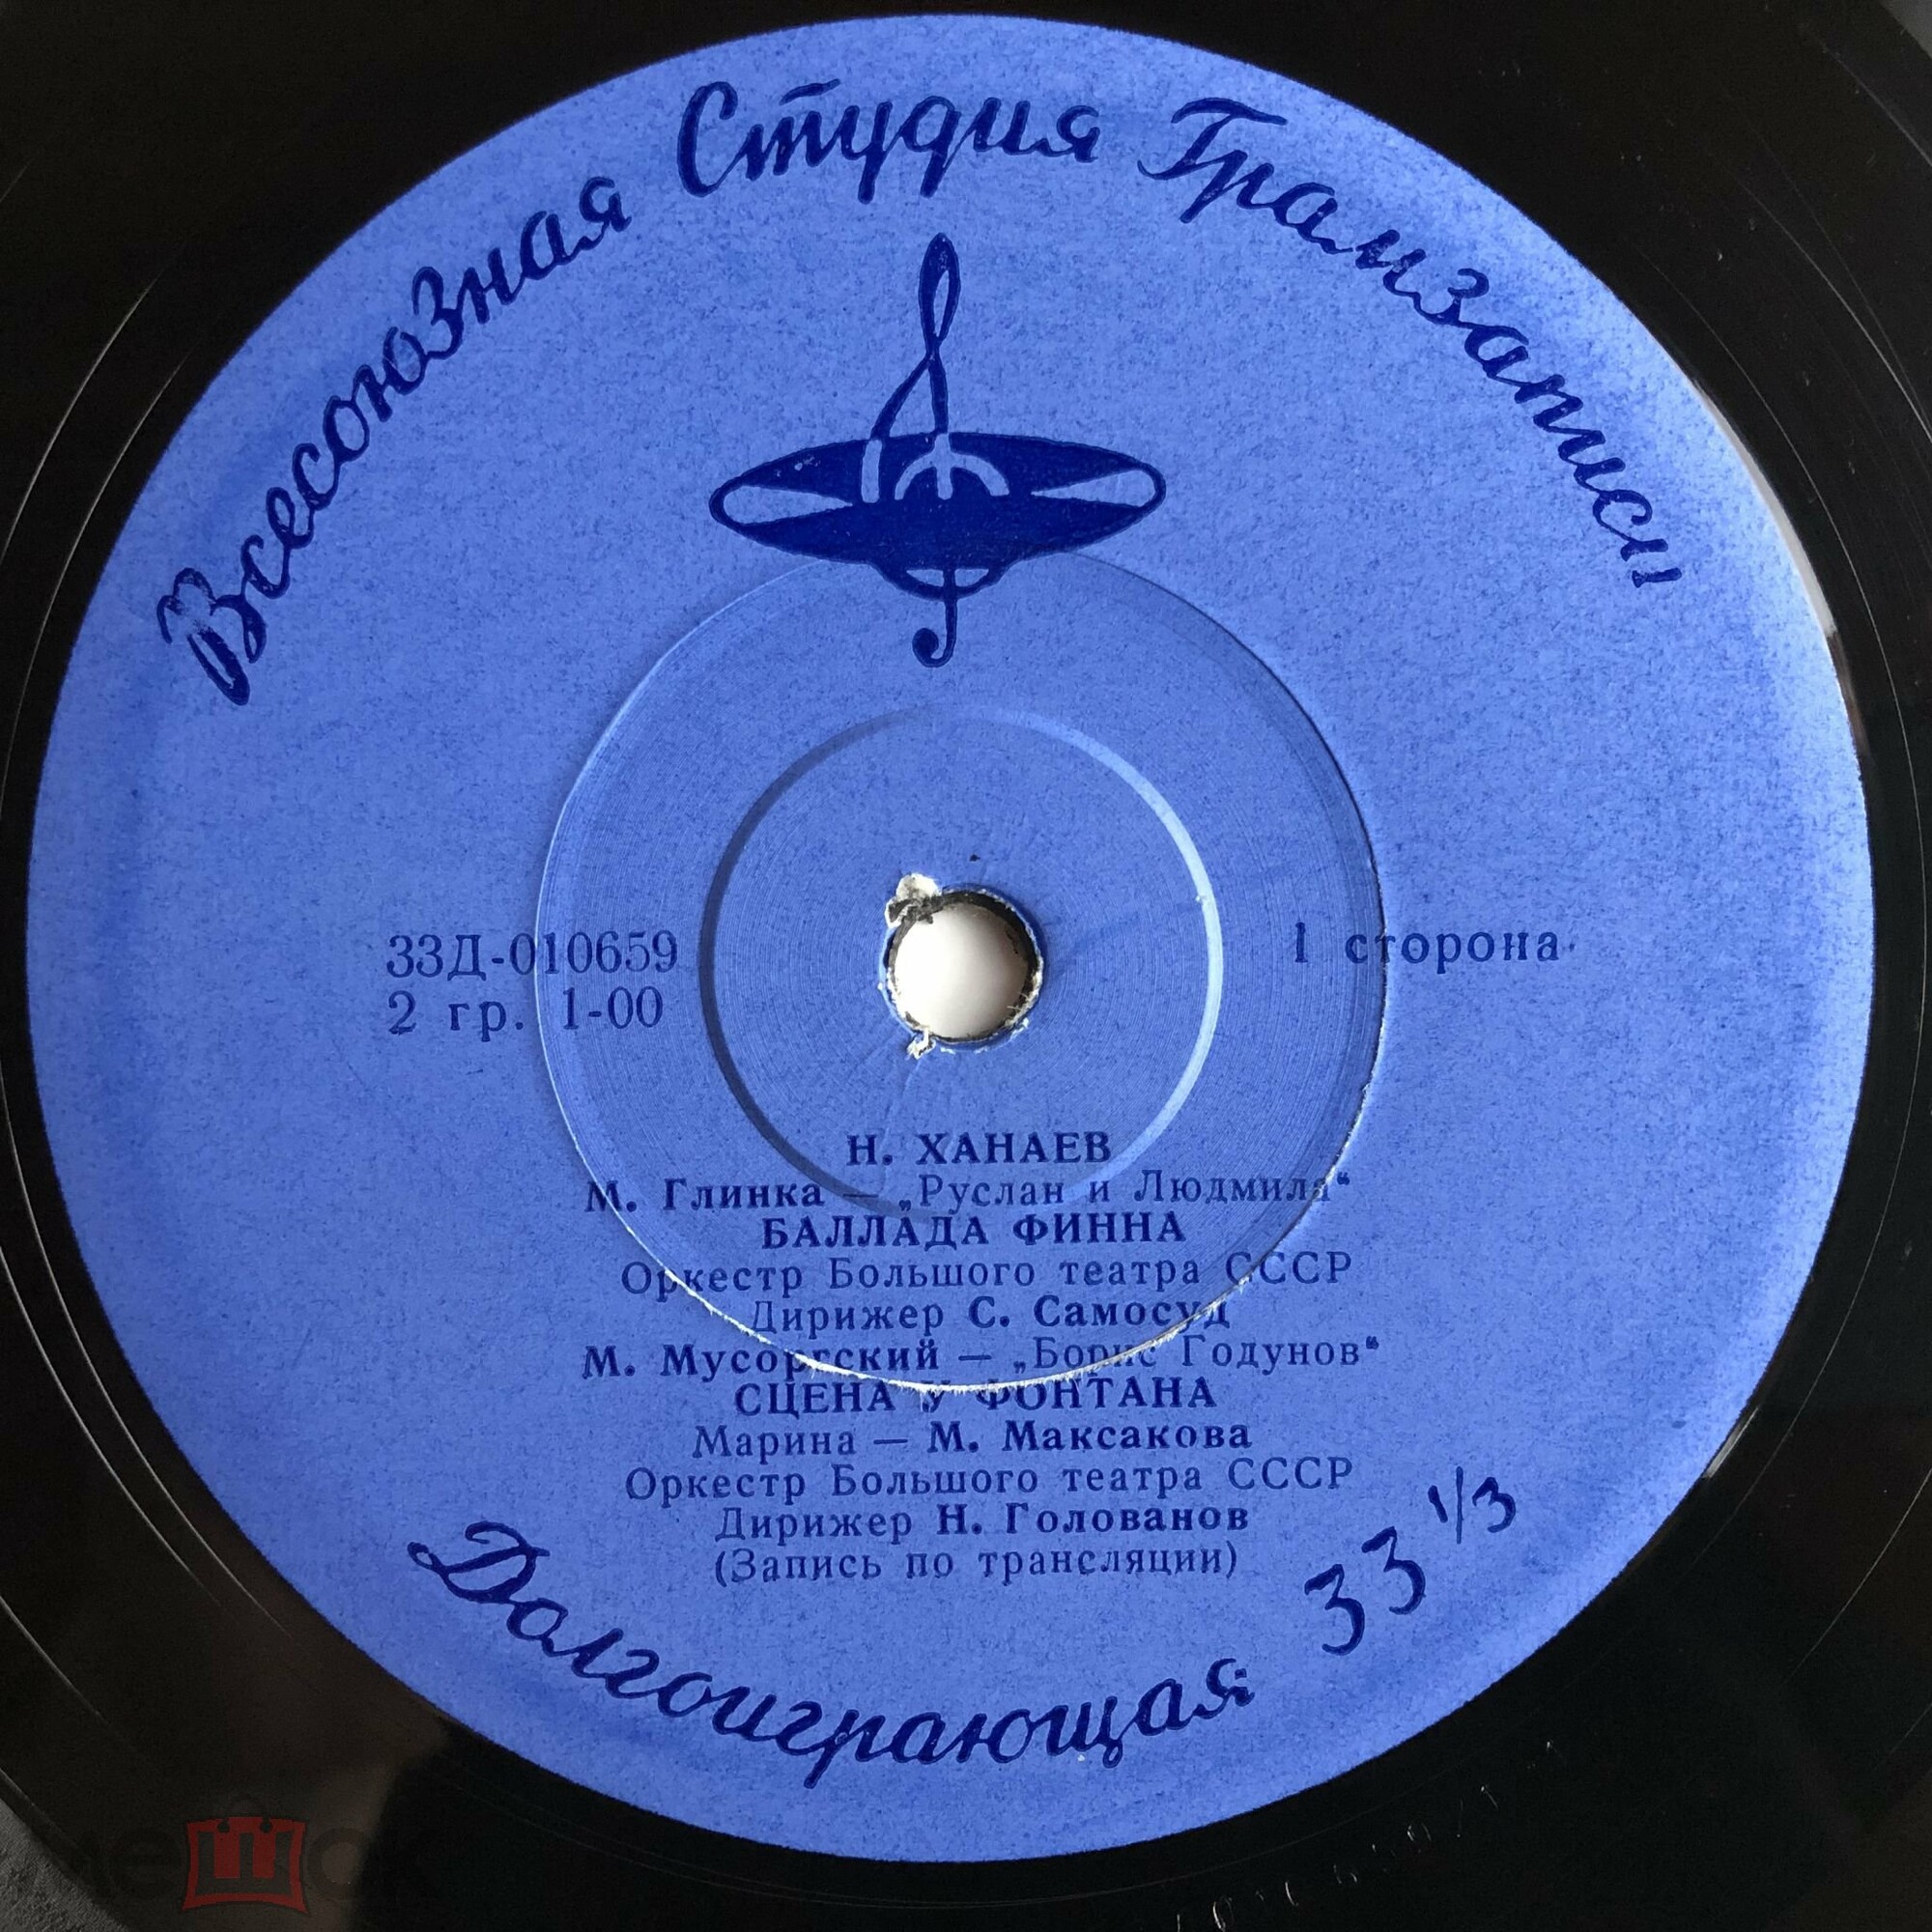 Всесоюзная Студия Грамзаписи
33Д-010659
2 гр. 1-00
1 сторона
Н. ХАНАЕВ
М. Глинка — „Руслан и Людмила“
БАЛЛАДА ФИННА
Оркестр Большого театра СССР
Дирижер С. Самосуд
М. Мусоргский — „Борис Годунов“
СЦЕНА У ФОНТАНА
Марина — М. Максакова
Оркестр Большого театра СССР
Дирижер Н. Голованов
(Запись по трансляции)
Долгоиграющая 33 1/3
мешок